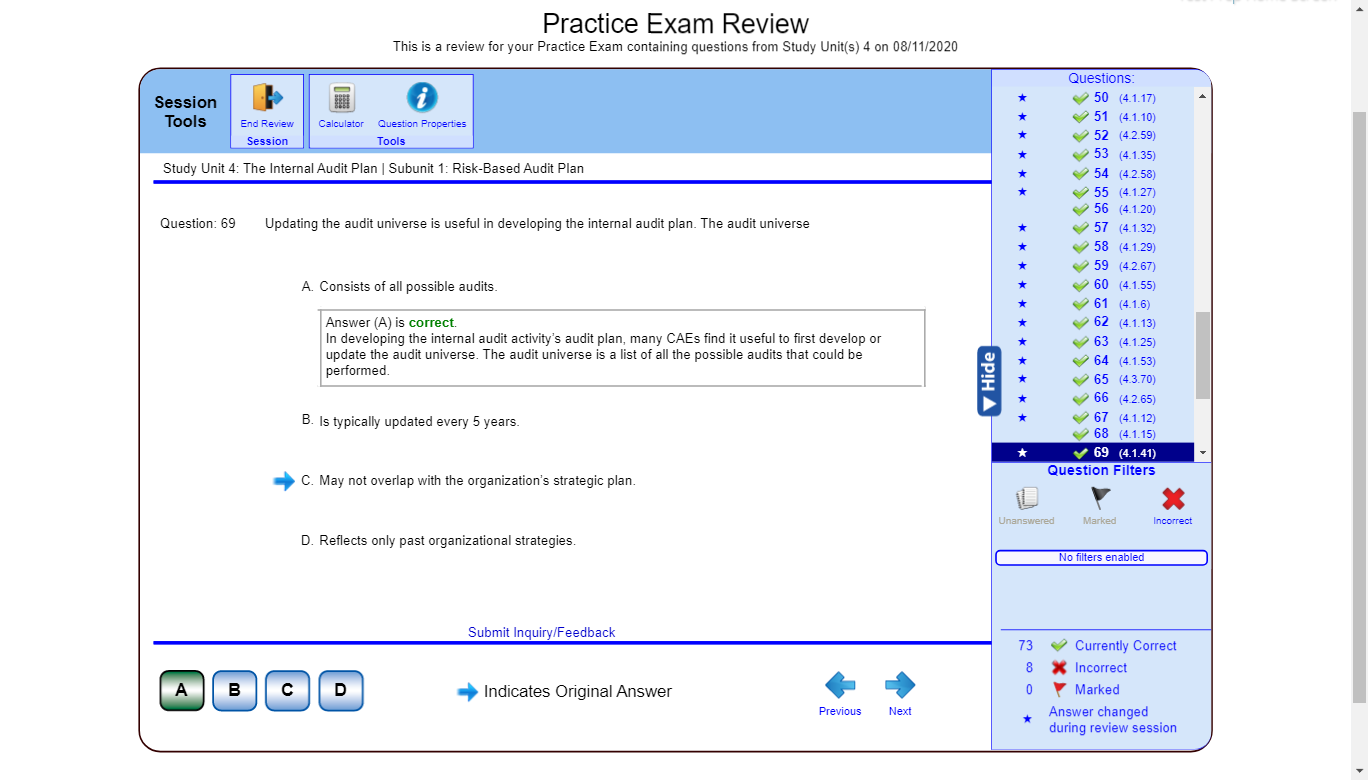 Practice Exam Review
This is a review for your Practice Exam containing questions from Study Unit(s) 4 on 08/11/2020
Session
Tools
End Review
Session
Calculator
Question Properties
Tools
Study Unit 4: The Internal Audit Plan | Subunit 1: Risk-Based Audit Plan
Question: 69
Updating the audit universe is useful in developing the internal audit plan. The audit universe
A. Consists of all possible audits.
Answer (A) is correct.
In developing the internal audit activity's audit plan, many CAEs find it useful to first develop or
update the audit universe. The audit universe is a list of all the possible audits that could be
performed.
B. Is typically updated every 5 years.
C. May not overlap with the organization's strategic plan.
D. Reflects only past organizational strategies.
Submit Inquiry/Feedback
A
B
C
D
Indicates Original Answer
Previous
Next
Hide
Questions:
50 (4.1.17)
51 (4.1.10)
52 (4.2.59)
53 (4.1.35)
54 (4.2.58)
55 (4.1.27)
56 (4.1.20)
57 (4.1.32)
58 (4.1.29)
59 (4.2.67)
60 (4.1.55)
61 (4.1.6)
62 (4.1.13)
63 (4.1.25)
64 (4.1.53)
65 (4.3.70)
66 (4.2.65)
67 (4.1.12)
68 (4.1.15)
69 (4.1.41)
Question Filters
Unanswered
Marked
Incorrect
No filters enabled
73 Currently Correct
8 Incorrect
0 Marked
Answer changed
during review session